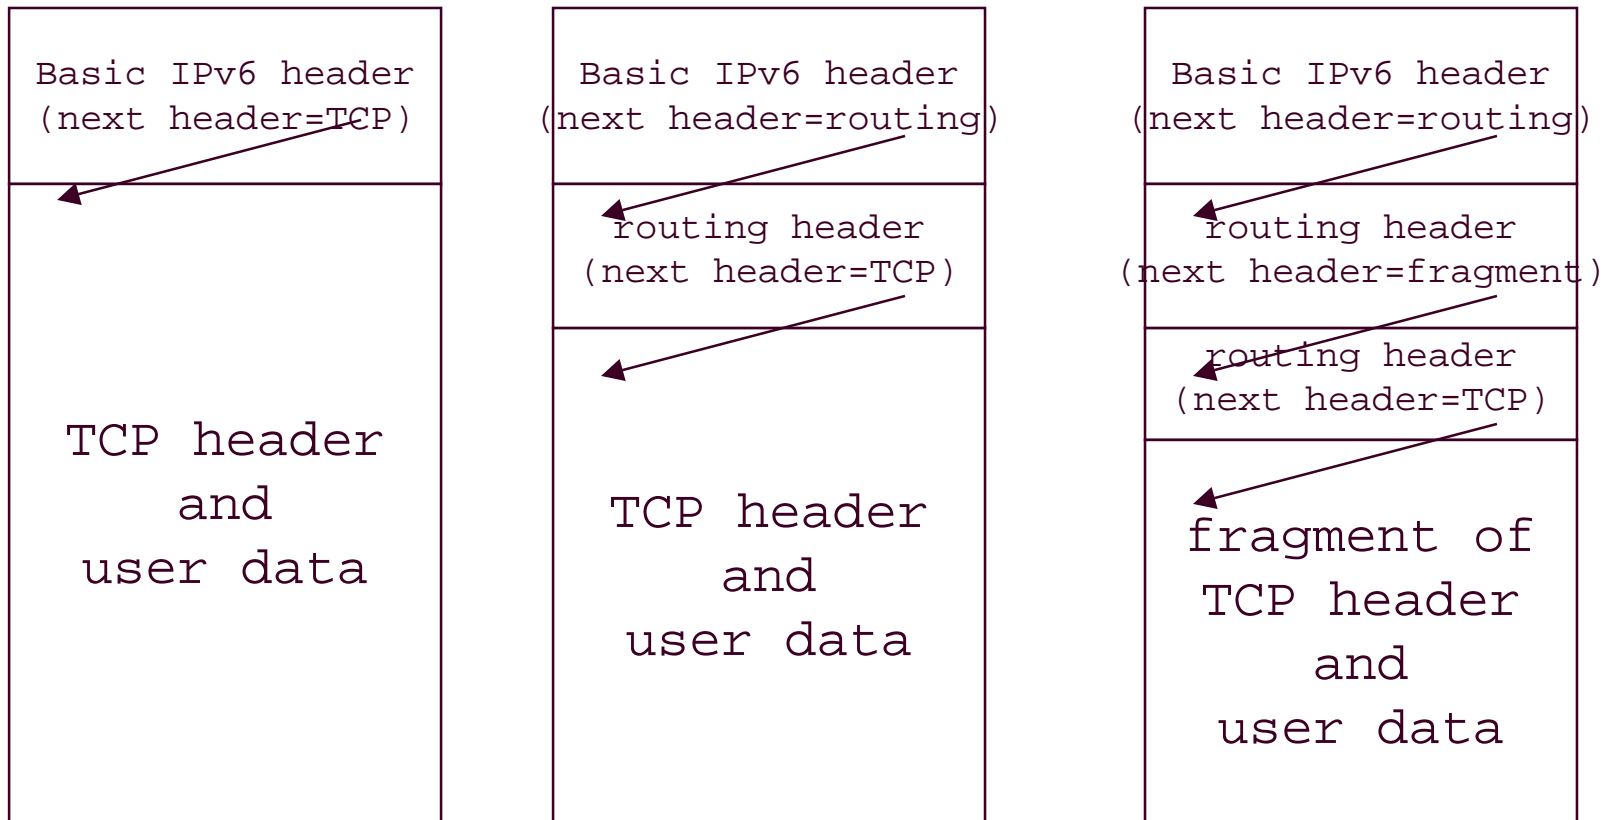 Basic IPv6 header
(next header=TCP)
TCP header
and
user data
Basic IPv6 header
(next header=routing)
routing header
(next header=TCP)
TCP header
and
user data
Basic IPv6 header
(next header=routing)
routing header
(next header=fragment)
routing header
(next header=TCP)
fragment of
TCP header
and
user data